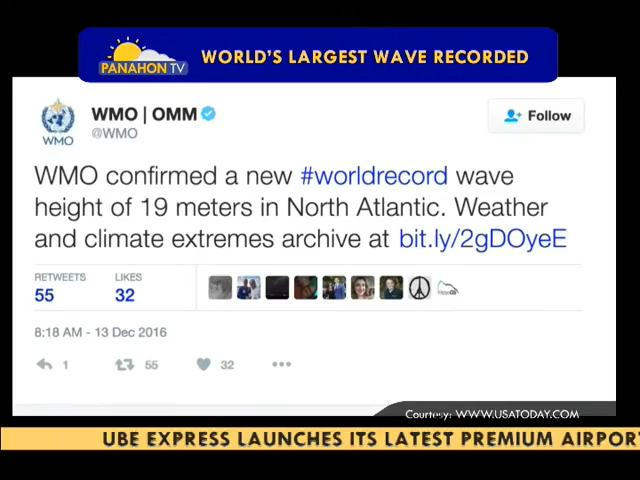 PANAHON TV
WORLD'S LARGEST WAVE RECORDED
WMO
WMO | OMM
@WMO
Follow
WMO confirmed a new #worldrecord wave
height of 19 meters in North Atlantic. Weather
and climate extremes archive at bit.ly/2gDOyeE
RETWEETS LIKES
55 32
8:18 AM - 13 Dec 2016
1 55 32 •••
Courtesy: WWW.USATODAY.COM
UBE EXPRESS LAUNCHES ITS LATEST PREMIUM AIRPORT